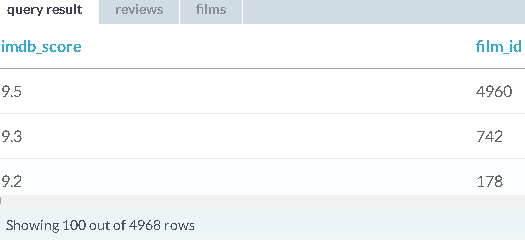 query result reviews films
imdb_score film_id
9.5 4960
9.3 742
9.2 178
Showing 100 out of 4968 rows